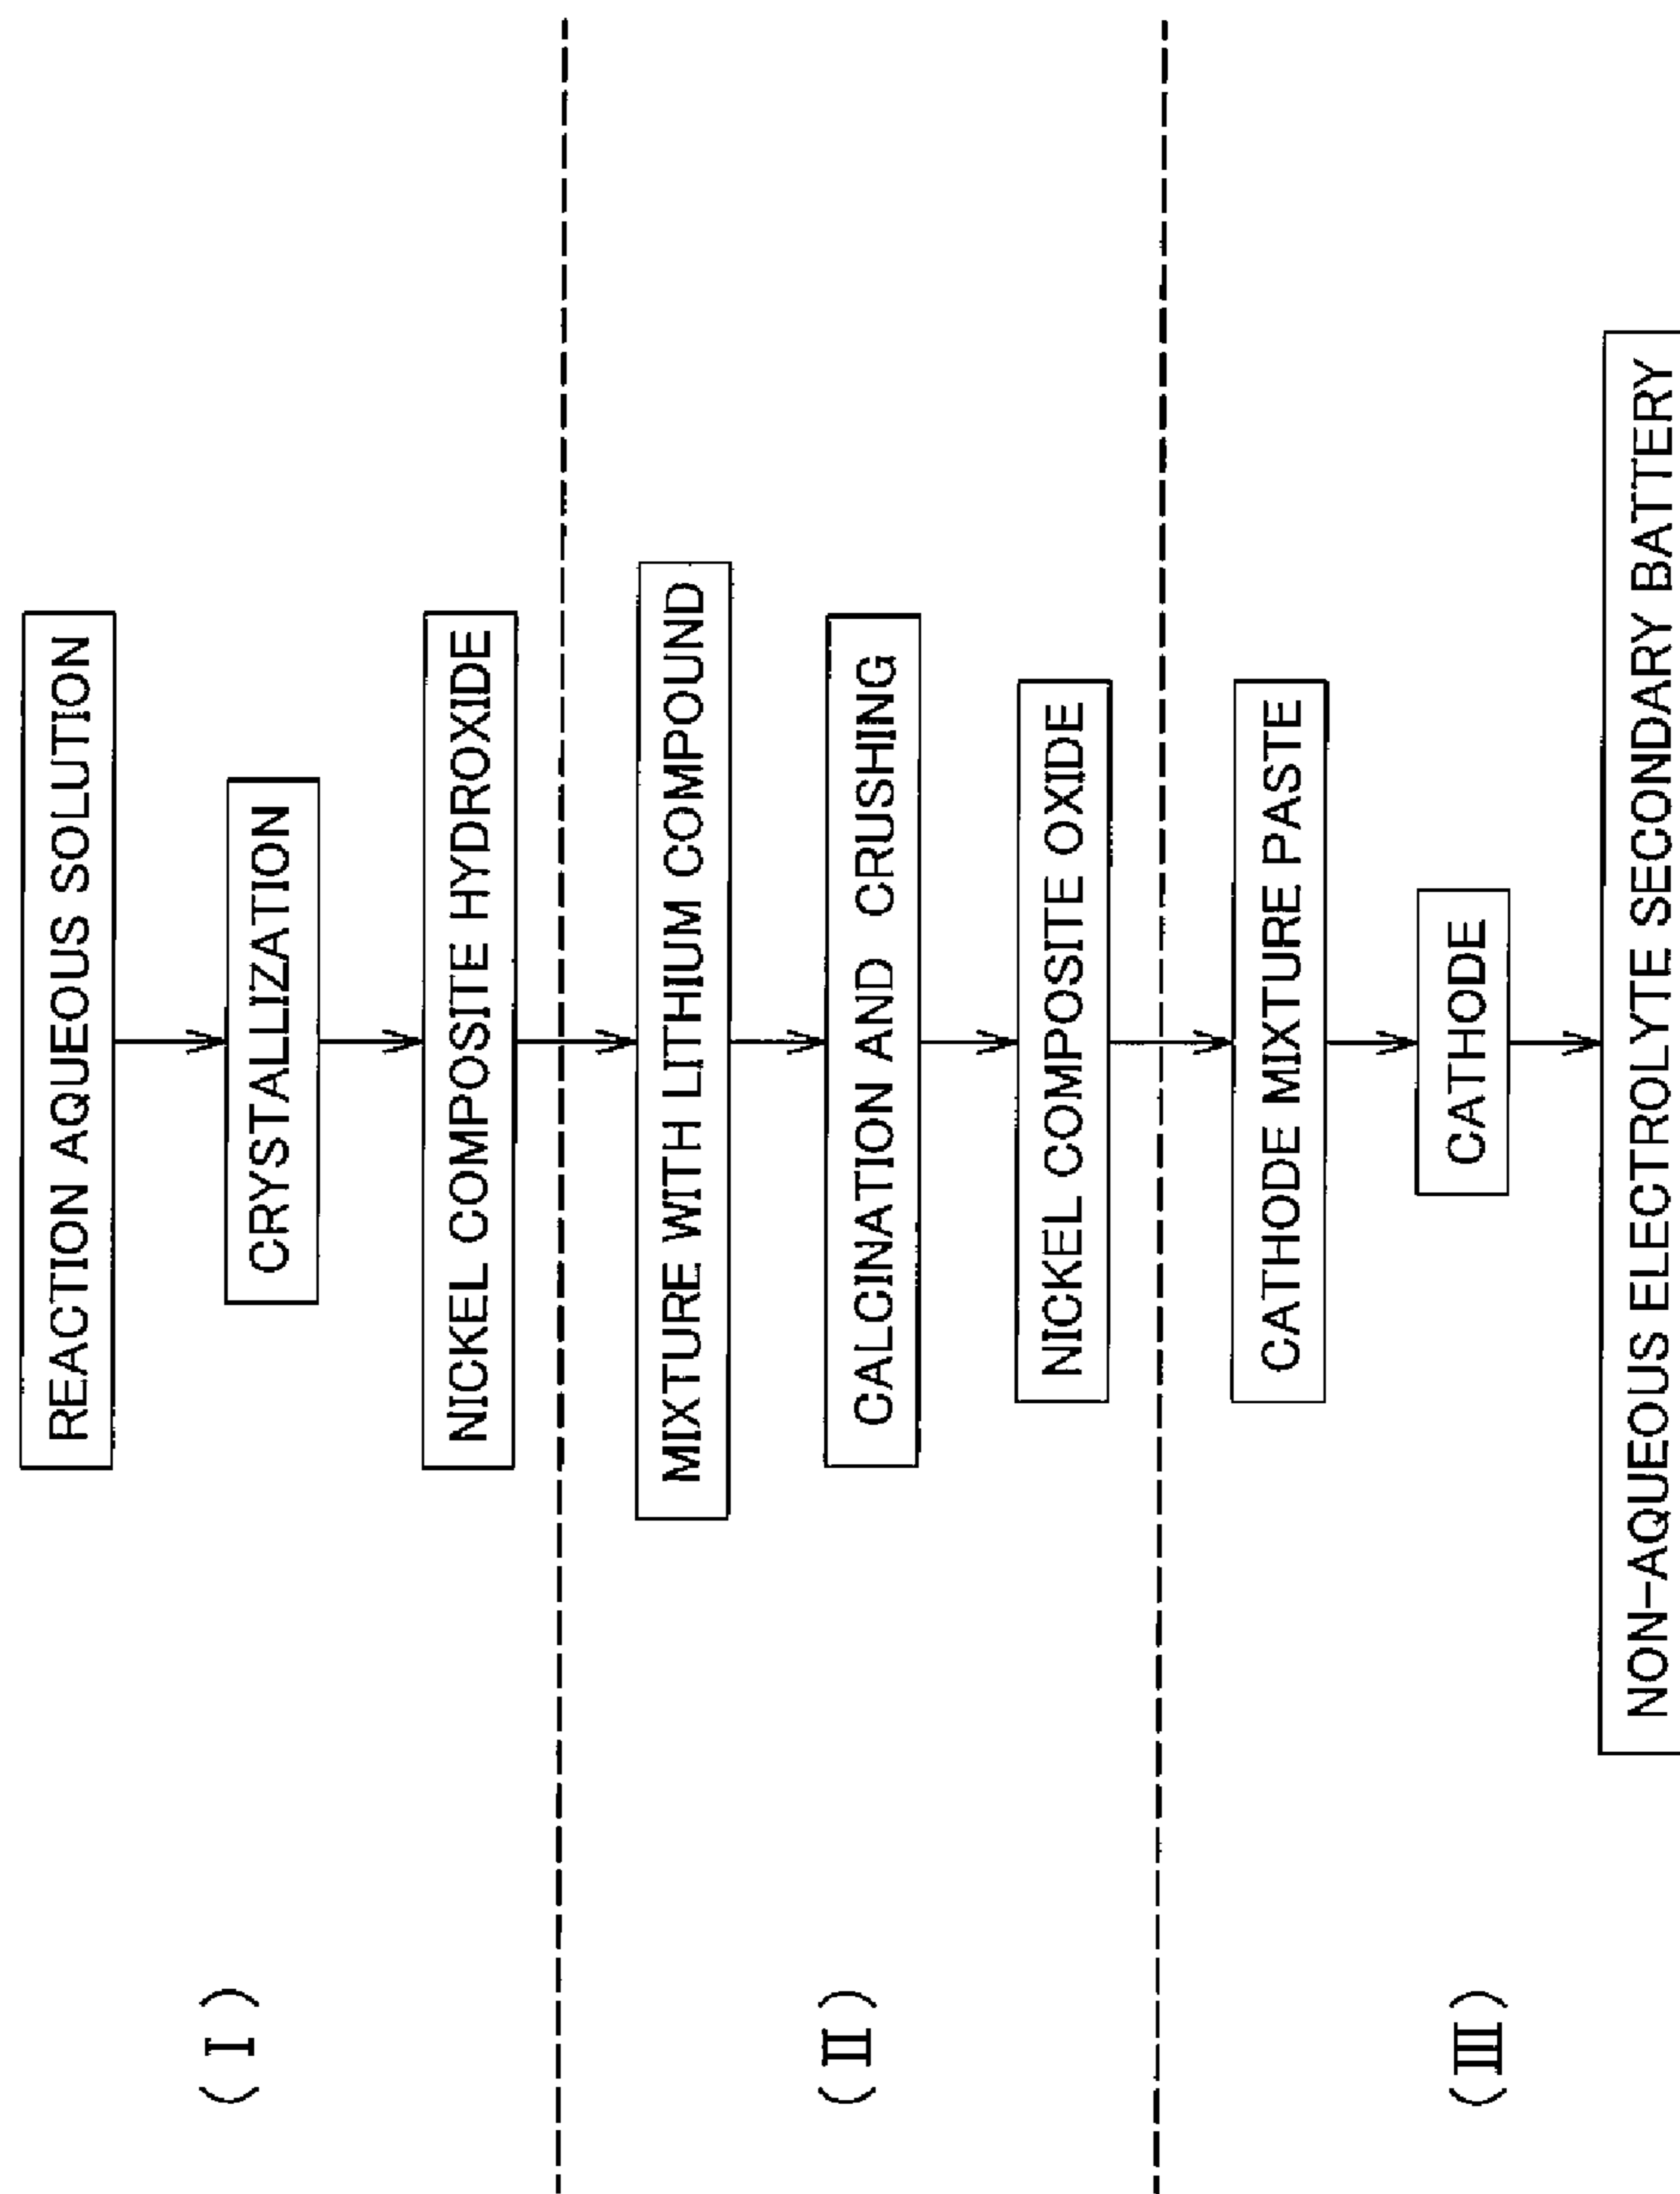 ( I )
REACTION AQUEOUS SOLUTION
CRYSTALLIZATION
NICKEL COMPOSITE HYDROXIDE
( II )
MIXTURE WITH LITHIUM COMPOUND
CALCINATION AND CRUSHING
NICKEL COMPOSITE OXIDE
( III )
CATHODE MIXTURE PASTE
CATHODE
NON-AQUEOUS ELECTROLYTE SECONDARY BATTERY